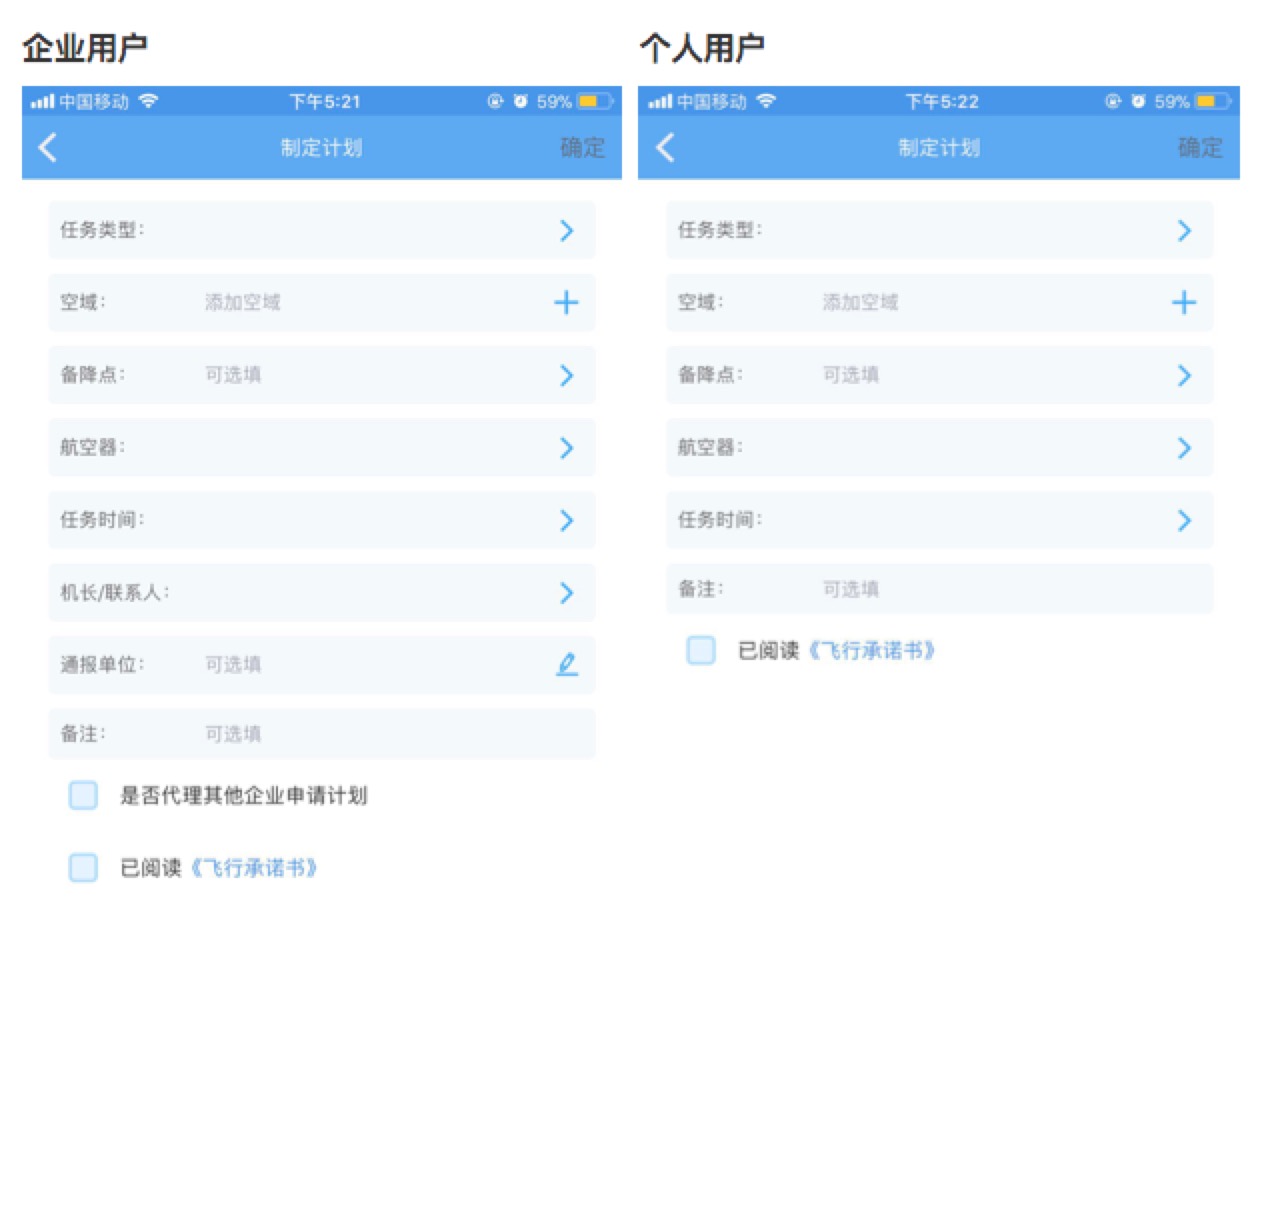 企业用户
中国移动 下午5:21 59%
制定计划 确定
任务类型：
空域： 添加空域
备降点： 可选填
航空器：
任务时间：
机长/联系人：
通报单位： 可选填
备注： 可选填
是否代理其他企业申请计划
已阅读《飞行承诺书》
个人用户
中国移动 下午5:22 59%
制定计划 确定
任务类型：
空域： 添加空域
备降点： 可选填
航空器：
任务时间：
备注： 可选填
已阅读《飞行承诺书》